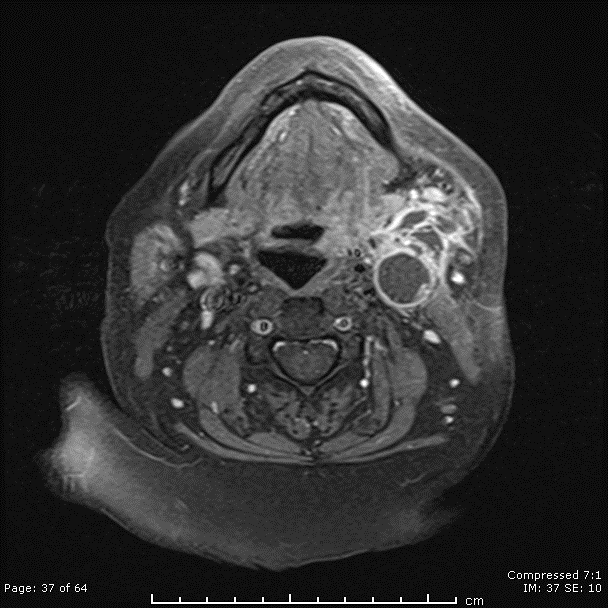 Page: 37 of 64
Compressed 7:1
IM: 37 SE: 10
cm